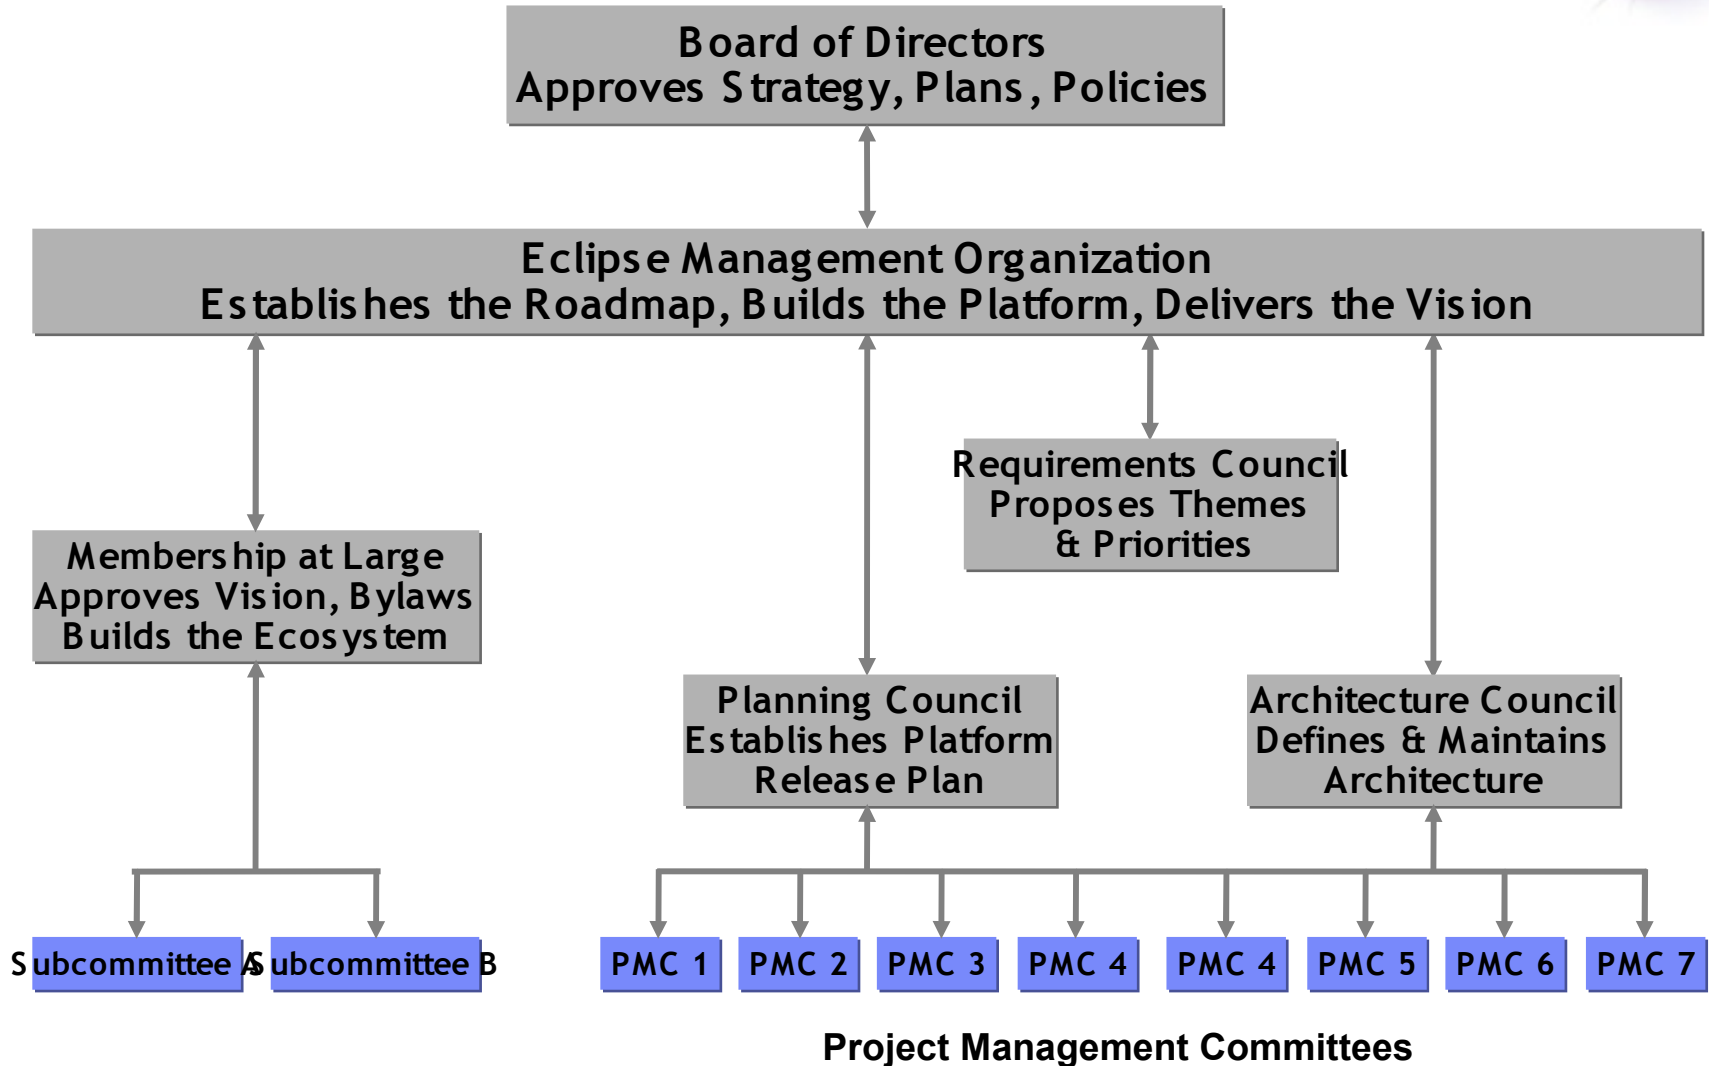 Board of Directors
Approves Strategy, Plans, Policies
Eclipse Management Organization
Establishes the Roadmap, Builds the Platform, Delivers the Vision
Requirements Council
Proposes Themes
& Priorities
Membership at Large
Approves Vision, Bylaws
Builds the Ecosystem
Planning Council
Establishes Platform
Release Plan
Architecture Council
Defines & Maintains
Architecture
Subcommittee A
Subcommittee B
PMC 1
PMC 2
PMC 3
PMC 4
PMC 4
PMC 5
PMC 6
PMC 7
Project Management Committees